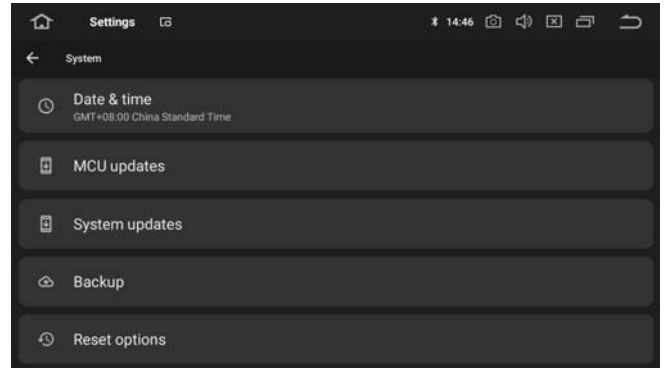 Settings
14:46
System
Date & time
GMT+08:00 China Standard Time
MCU updates
System updates
Backup
Reset options